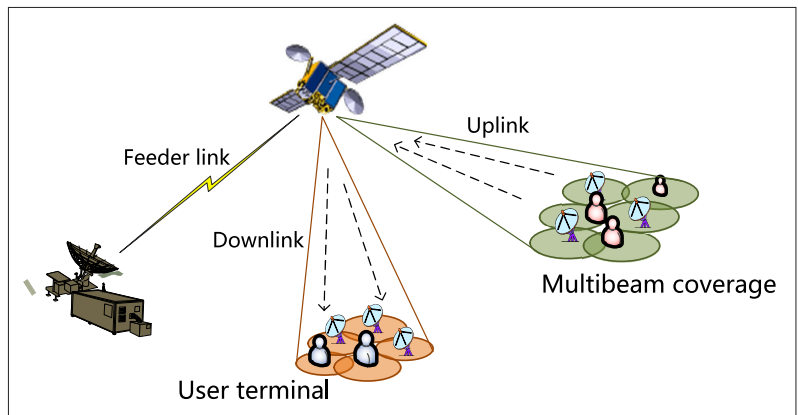 Uplink
Feeder link
Downlink
Multibeam coverage
User terminal